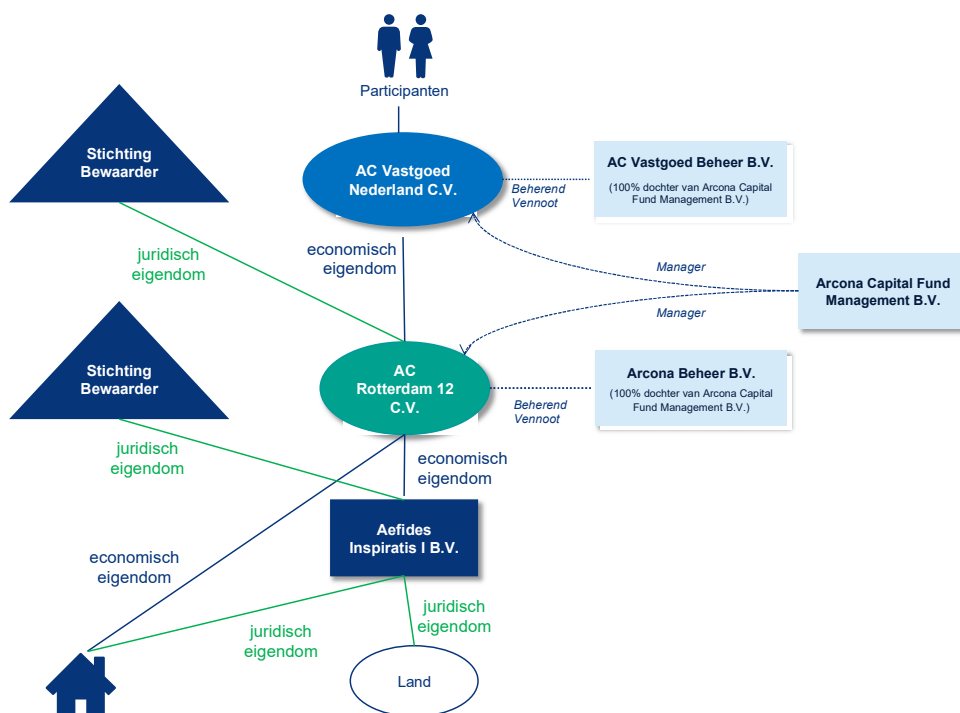 Participanten
Stichting
Bewaarder
AC Vastgoed
Nederland C.V.
Beherend
Vennoot
AC Vastgoed Beheer B.V.
(100% dochter van Arcona Capital
Fund Management B.V.)
juridisch
eigendom
economisch
eigendom
Manager
Arcona Capital Fund
Management B.V.
Manager
Stichting
Bewaarder
AC
Rotterdam 12
C.V.
Beherend
Vennoot
Arcona Beheer B.V.
(100% dochter van Arcona Capital
Fund Management B.V.)
juridisch
eigendom
economisch
eigendom
Aefides
Inspiratis I B.V.
economisch
eigendom
juridisch
eigendom
juridisch
eigendom
Land